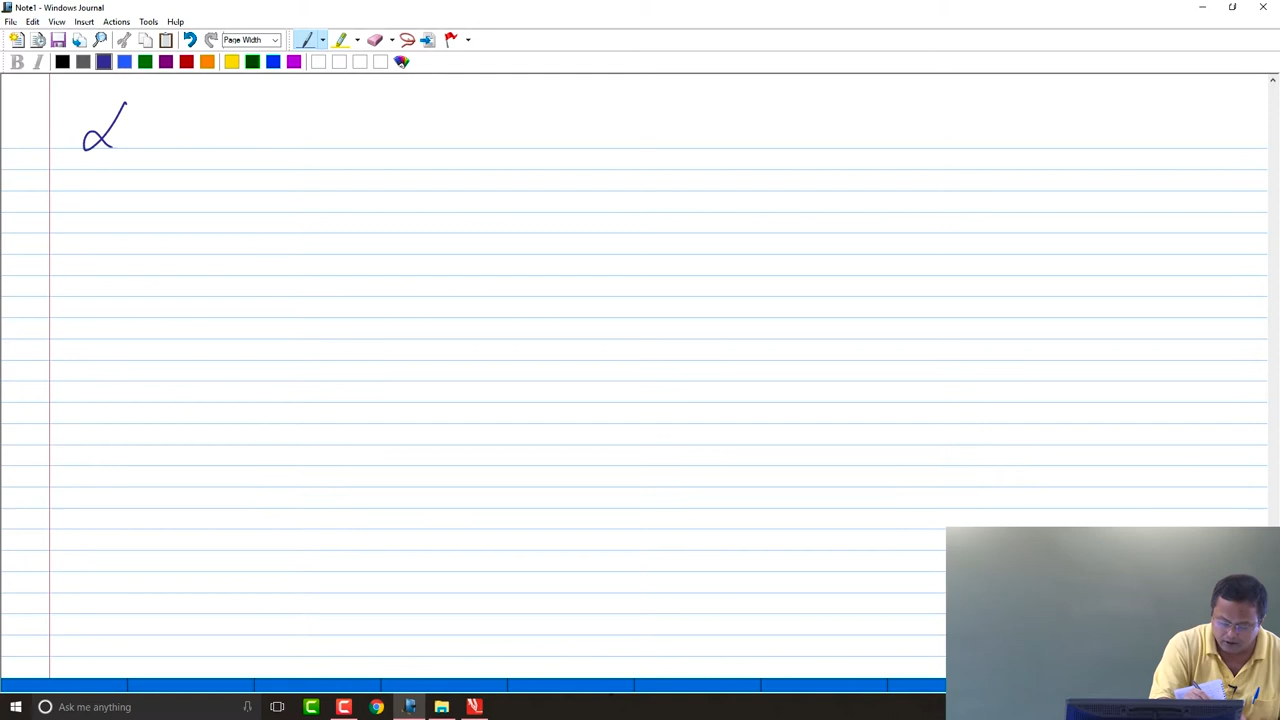 Note1 - Windows Journal
File Edit View Insert Actions Tools Help
Page Width
B I
α
Ask me anything